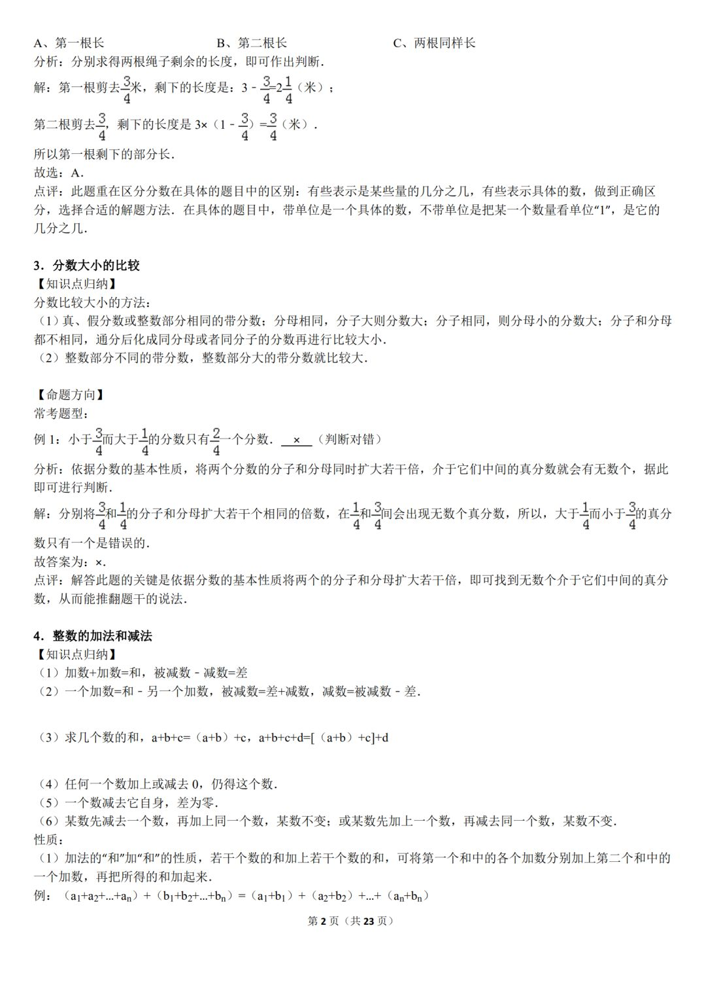 A、第一根长 B、第二根长 C、两根同样长
分析：分别求得两根绳子剩余的长度，即可作出判断．
解：第一根剪去3/4米，剩下的长度是：3﹣3/4=2 1/4（米）；
第二根剪去3/4，剩下的长度是 3×（1﹣3/4）=3/4（米）．
所以第一根剩下的部分长．
故选：A．
点评：此题重在区分分数在具体的题目中的区别：有些表示是某些量的几分之几，有些表示具体的数，做到正确区
分，选择合适的解题方法．在具体的题目中，带单位是一个具体的数，不带单位是把某一个数量看单位“1”，是它的
几分之几．
3．分数大小的比较
【知识点归纳】
分数比较大小的方法：
（1）真、假分数或整数部分相同的带分数；分母相同，分子大则分数大；分子相同，则分母小的分数大；分子和分母
都不相同，通分后化成同分母或者同分子的分数再进行比较大小．
（2）整数部分不同的带分数，整数部分大的带分数就比较大．
【命题方向】
常考题型：
例 1：小于3/4而大于1/4的分数只有2/4一个分数． × （判断对错）
分析：依据分数的基本性质，将两个分数的分子和分母同时扩大若干倍，介于它们中间的真分数就会有无数个，据此
即可进行判断．
解：分别将3/4和1/4的分子和分母扩大若干个相同的倍数，在1/4和3/4间会出现无数个真分数，所以，大于1/4而小于3/4的真分
数只有一个是错误的．
故答案为：×．
点评：解答此题的关键是依据分数的基本性质将两个的分子和分母扩大若干倍，即可找到无数个介于它们中间的真分
数，从而能推翻题干的说法．
4．整数的加法和减法
【知识点归纳】
（1）加数+加数=和，被减数﹣减数=差
（2）一个加数=和﹣另一个加数，被减数=差+减数，减数=被减数﹣差．
（3）求几个数的和，a+b+c=（a+b）+c，a+b+c+d=[（a+b）+c]+d
（4）任何一个数加上或减去 0，仍得这个数．
（5）一个数减去它自身，差为零．
（6）某数先减去一个数，再加上同一个数，某数不变；或某数先加上一个数，再减去同一个数，某数不变．
性质：
（1）加法的“和”加“和”的性质，若干个数的和加上若干个数的和，可将第一个和中的各个加数分别加上第二个和中的
一个加数，再把所得的和加起来．
例：（a₁+a₂+…+aₙ）+（b₁+b₂+…+bₙ）=（a₁+b₁）+（a₂+b₂）+…+（aₙ+bₙ）
第 2 页（共 23 页）